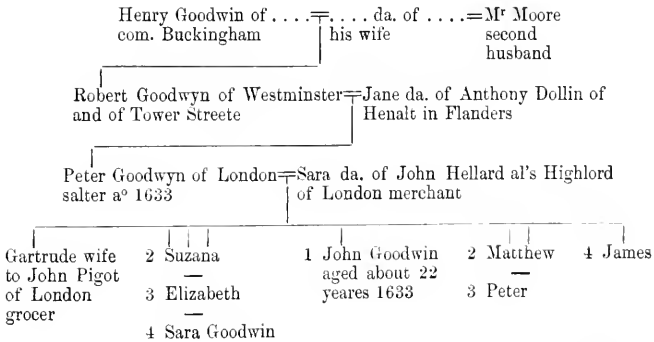 Henry Goodwin of . . . . = . . . . da. of . . . . = Mr Moore
com. Buckingham his wife second
husband
Robert Goodwyn of Westminster = Jane da. of Anthony Dollin of
and of Tower Streete Henalt in Flanders
Peter Goodwyn of London = Sara da. of John Hellard al's Highlord
salter ao 1633 of London merchant
Gartrude wife
to John Pigot
of London
grocer
2 Suzana
3 Elizabeth
4 Sara Goodwin
1 John Goodwin
aged about 22
yeares 1633
2 Matthew
3 Peter
4 James